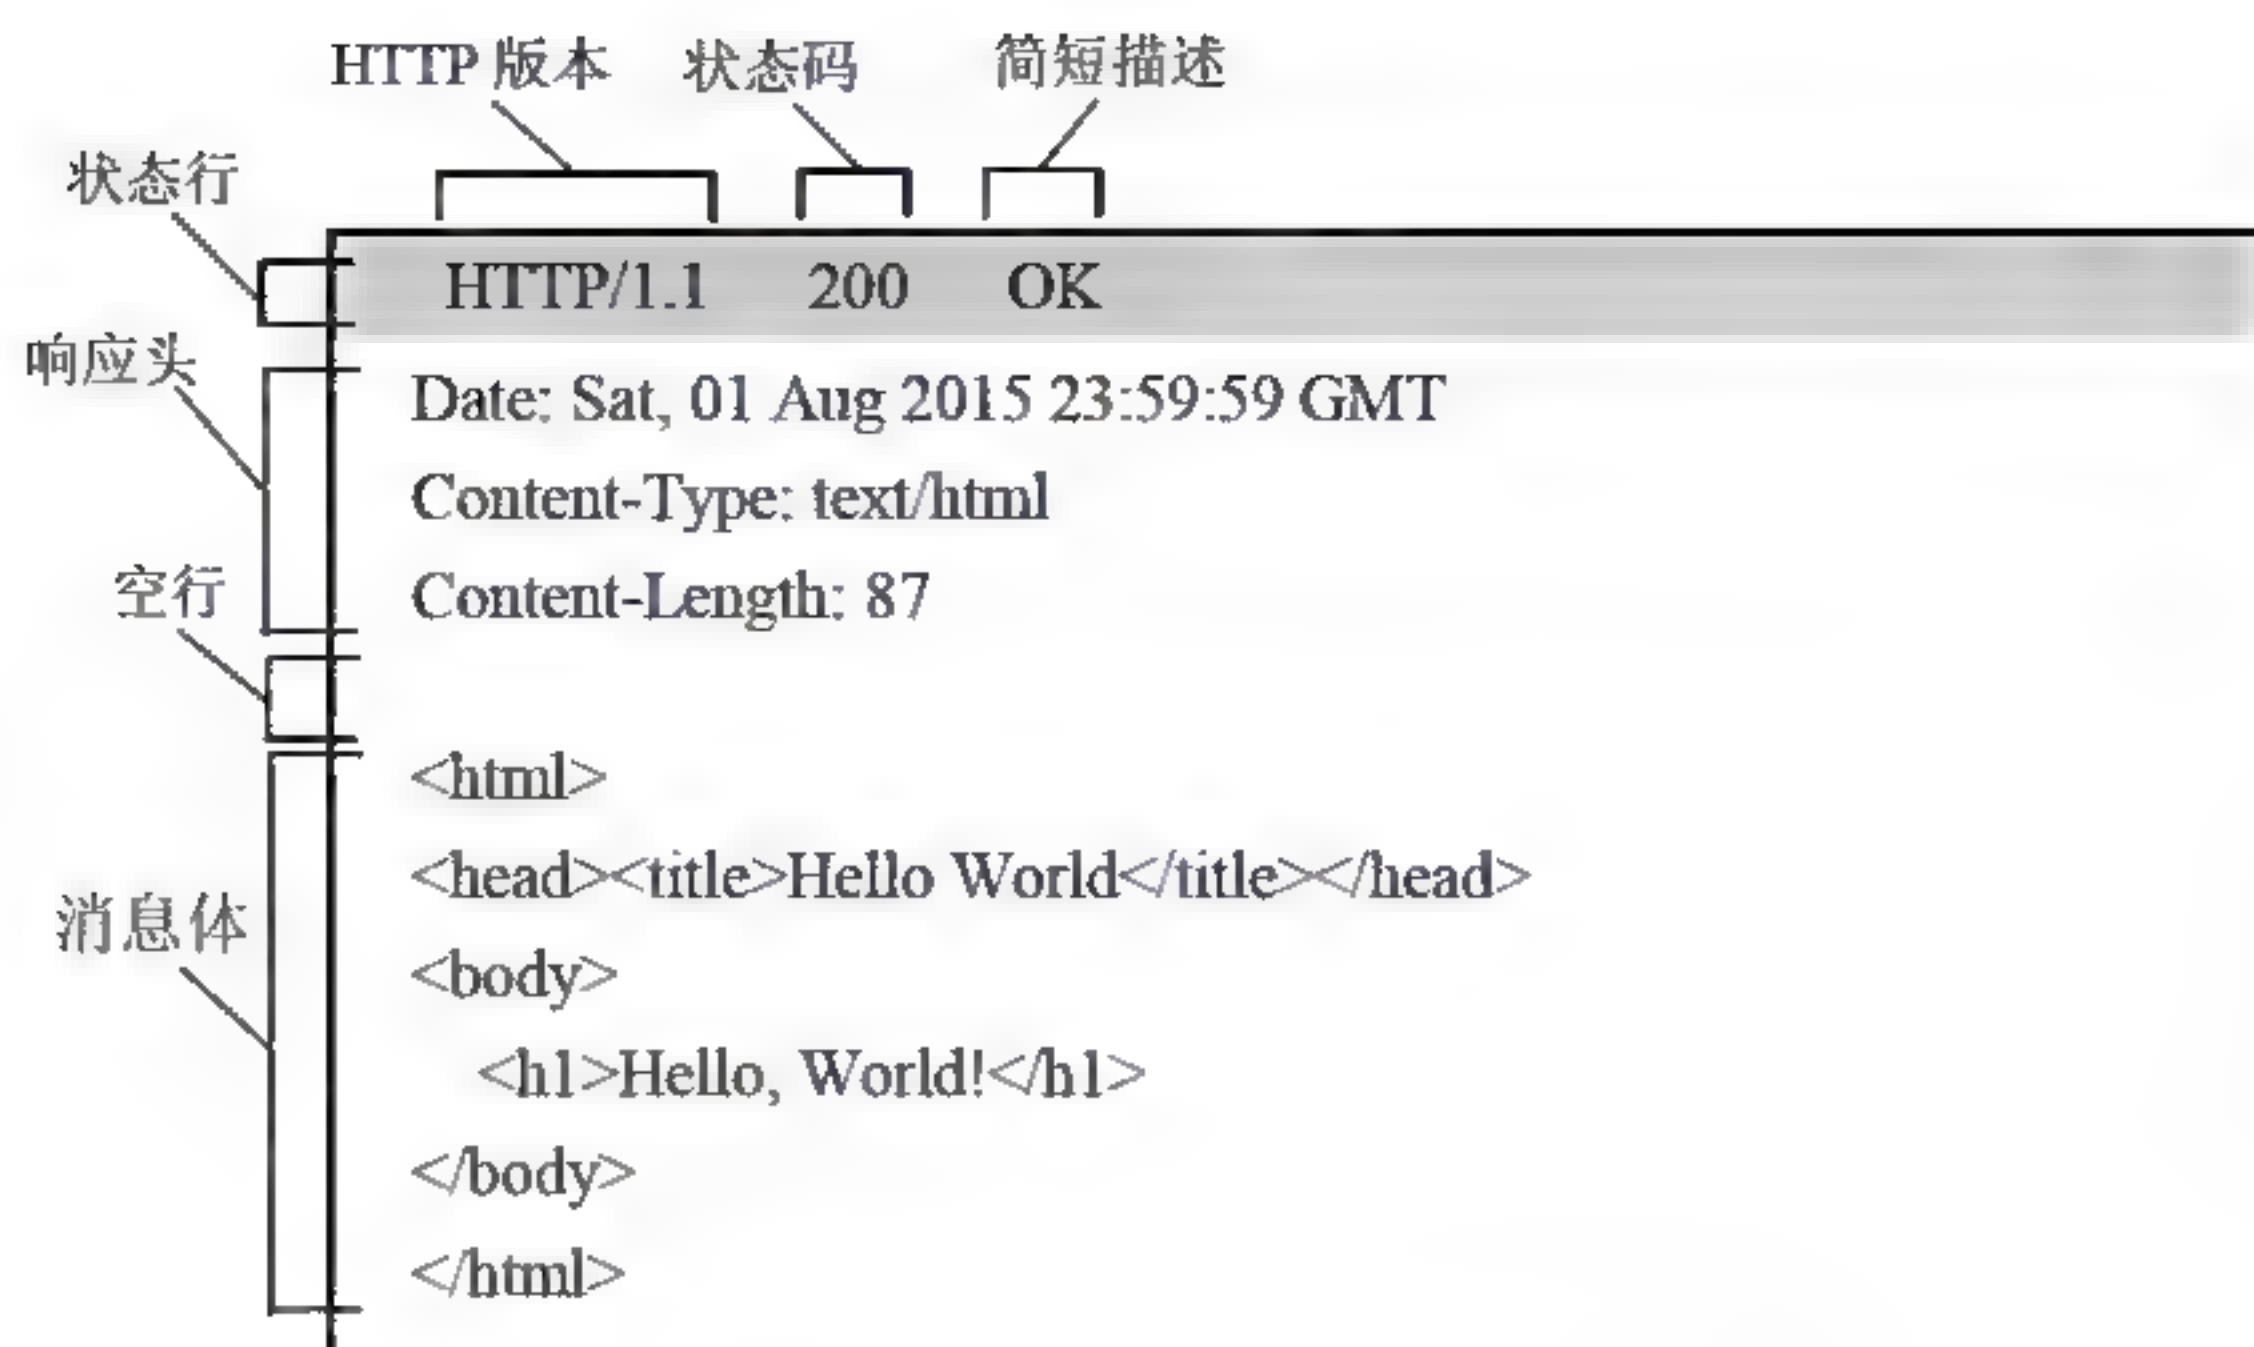 HTTP 版本 状态码 简短描述
状态行
HTTP/1.1 200 OK
响应头
Date: Sat, 01 Aug 2015 23:59:59 GMT
Content-Type: text/html
空行
Content-Length: 87
<html>
<head><title>Hello World</title></head>
消息体
<body>
<h1>Hello, World!</h1>
</body>
</html>